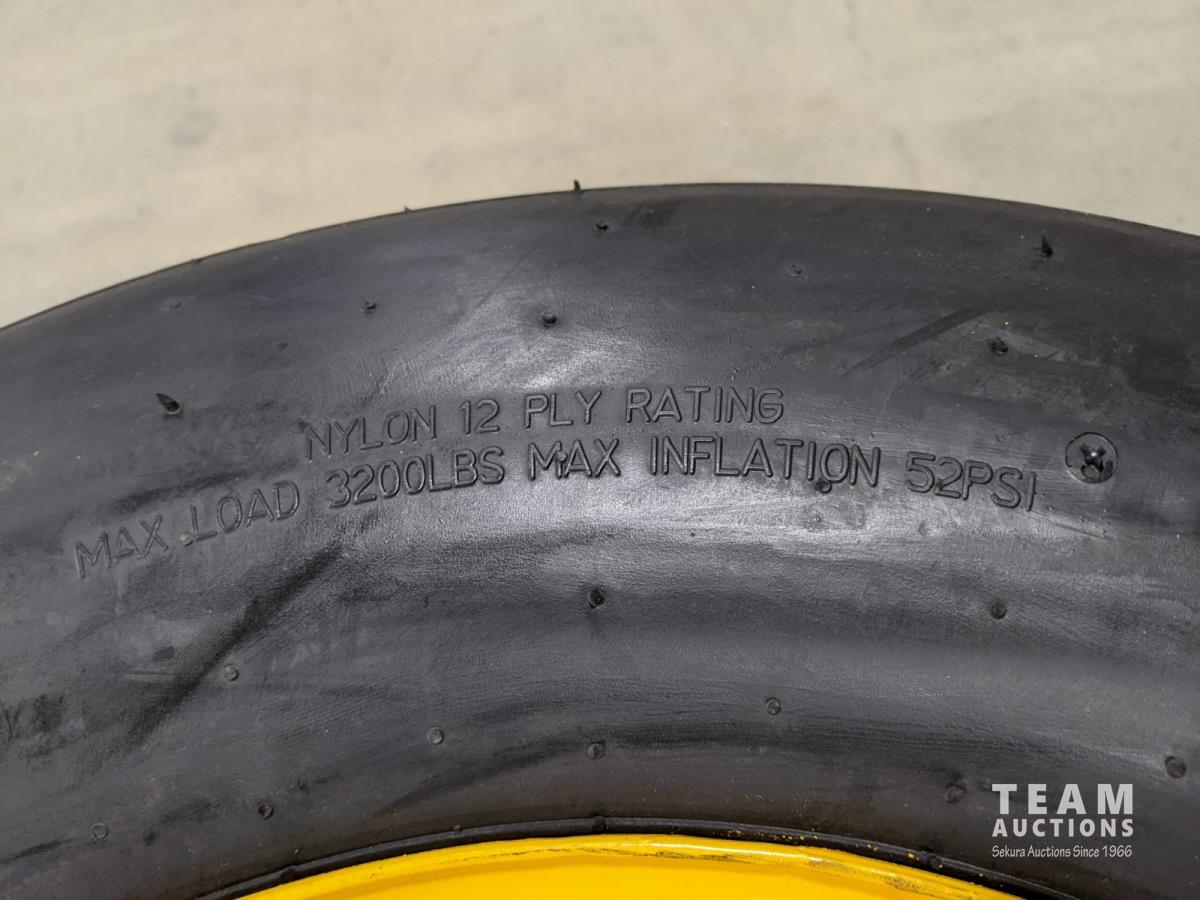 NYLON 12 PLY RATING
MAX LOAD 3200LBS MAX INFLATION 52PSI
TEAM
AUCTIONS
Sekura Auctions Since 1966